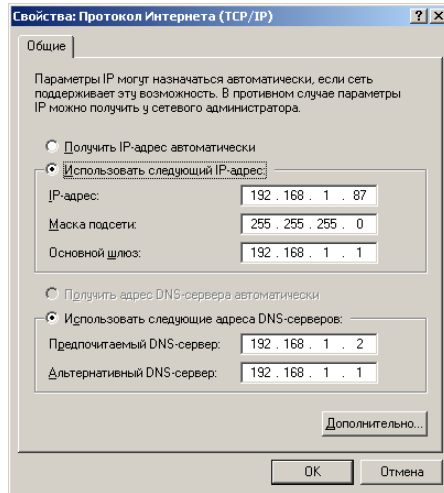 Свойства: Протокол Интернета (TCP/IP)
Общие
Параметры IP могут назначаться автоматически, если сеть
поддерживает эту возможность. В противном случае параметры
IP можно получить у сетевого администратора.
Получить IP-адрес автоматически
Использовать следующий IP-адрес:
IP-адрес: 192 . 168 . 1 . 87
Маска подсети: 255 . 255 . 255 . 0
Основной шлюз: 192 . 168 . 1 . 1
Получить адрес DNS-сервера автоматически
Использовать следующие адреса DNS-серверов:
Предпочитаемый DNS-сервер: 192 . 168 . 1 . 2
Альтернативный DNS-сервер: 192 . 168 . 1 . 1
Дополнительно...
OK Отмена